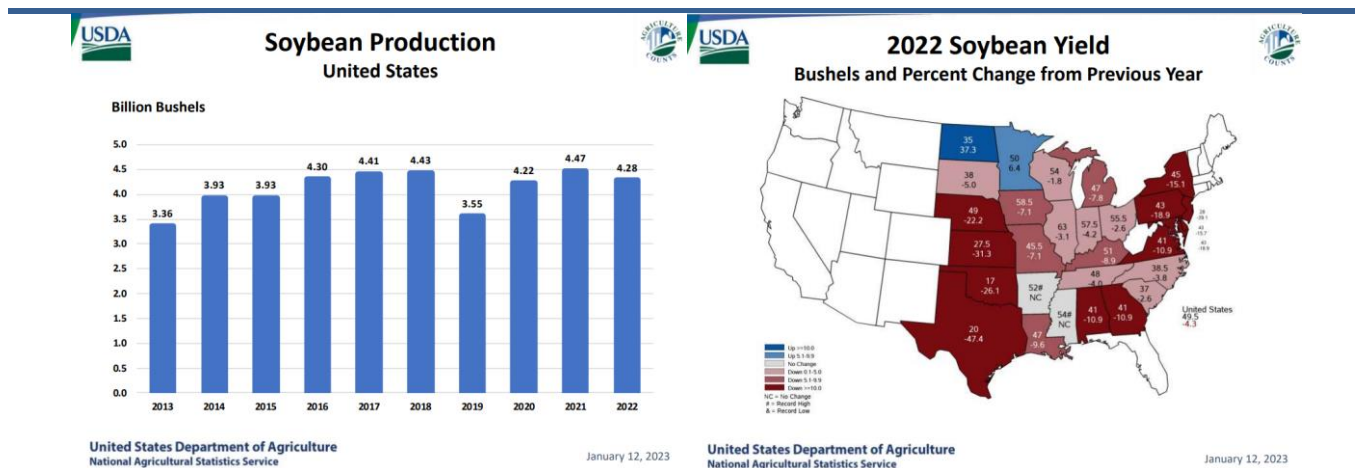 USDA
Soybean Production
United States
AGRICULTURE
COUNTS
Billion Bushels
5.0
4.5
4.0
3.5
3.0
2.5
2.0
1.5
1.0
0.5
0.0
3.36
3.93
3.93
4.30
4.41
4.43
3.55
4.22
4.47
4.28
2013
2014
2015
2016
2017
2018
2019
2020
2021
2022
United States Department of Agriculture
National Agricultural Statistics Service
January 12, 2023
USDA
2022 Soybean Yield
Bushels and Percent Change from Previous Year
AGRICULTURE
COUNTS
35
37.3
50
6.4
38
-5.0
54
-1.8
47
-7.8
45
-15.1
49
-22.2
58.5
-7.1
63
-3.1
57.5
-4.2
55.5
-2.6
43
-18.9
27.5
-31.3
45.5
-7.1
51
-8.9
41
-10.9
17
-26.1
52#
NC
48
-4.0
38.5
-3.8
37
-2.6
20
-47.4
47
-9.6
54#
NC
41
-10.9
41
-10.9
United States
49.5
-4.3
Up >=10.0
Up 5.1-9.9
No Change
Down 0.1-5.0
Down 5.1-9.9
Down >=10.0
NC = No Change
# = Record High
& = Record Low
United States Department of Agriculture
National Agricultural Statistics Service
January 12, 2023